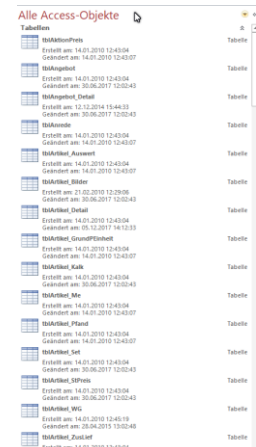 Alle Access-Objekte
Tabellen
tblAktionPreis Tabelle
Erstellt am: 14.01.2010 12:43:04
Geändert am: 14.01.2010 12:43:07
tblAngebot Tabelle
Erstellt am: 14.01.2010 12:43:04
Geändert am: 30.06.2017 12:02:43
tblAngebot_Detail Tabelle
Erstellt am: 12.12.2014 15:44:33
Geändert am: 30.06.2017 12:02:43
tblAnrede Tabelle
Erstellt am: 14.01.2010 12:43:04
Geändert am: 14.01.2010 12:43:07
tblArtikel_Auswert Tabelle
Erstellt am: 14.01.2010 12:43:04
Geändert am: 14.01.2010 12:43:07
tblArtikel_Bilder Tabelle
Erstellt am: 21.02.2010 12:29:06
Geändert am: 30.06.2017 12:02:43
tblArtikel_Detail Tabelle
Erstellt am: 14.01.2010 12:43:04
Geändert am: 05.12.2017 14:12:33
tblArtikel_GrundPEinheit Tabelle
Erstellt am: 14.01.2010 12:43:04
Geändert am: 14.01.2010 12:43:07
tblArtikel_Kalk Tabelle
Erstellt am: 14.01.2010 12:43:04
Geändert am: 30.06.2017 12:02:43
tblArtikel_Me Tabelle
Erstellt am: 14.01.2010 12:43:04
Geändert am: 14.01.2010 12:43:07
tblArtikel_Pfand Tabelle
Erstellt am: 14.01.2010 12:43:04
Geändert am: 14.01.2010 12:43:07
tblArtikel_Set Tabelle
Erstellt am: 14.01.2010 12:43:04
Geändert am: 30.06.2017 12:02:43
tblArtikel_StPreis Tabelle
Erstellt am: 14.01.2010 12:43:04
Geändert am: 30.06.2017 12:02:43
tblArtikel_WG Tabelle
Erstellt am: 14.01.2010 12:45:19
Geändert am: 28.04.2015 15:02:48
tblArtikel_ZusLief Tabelle